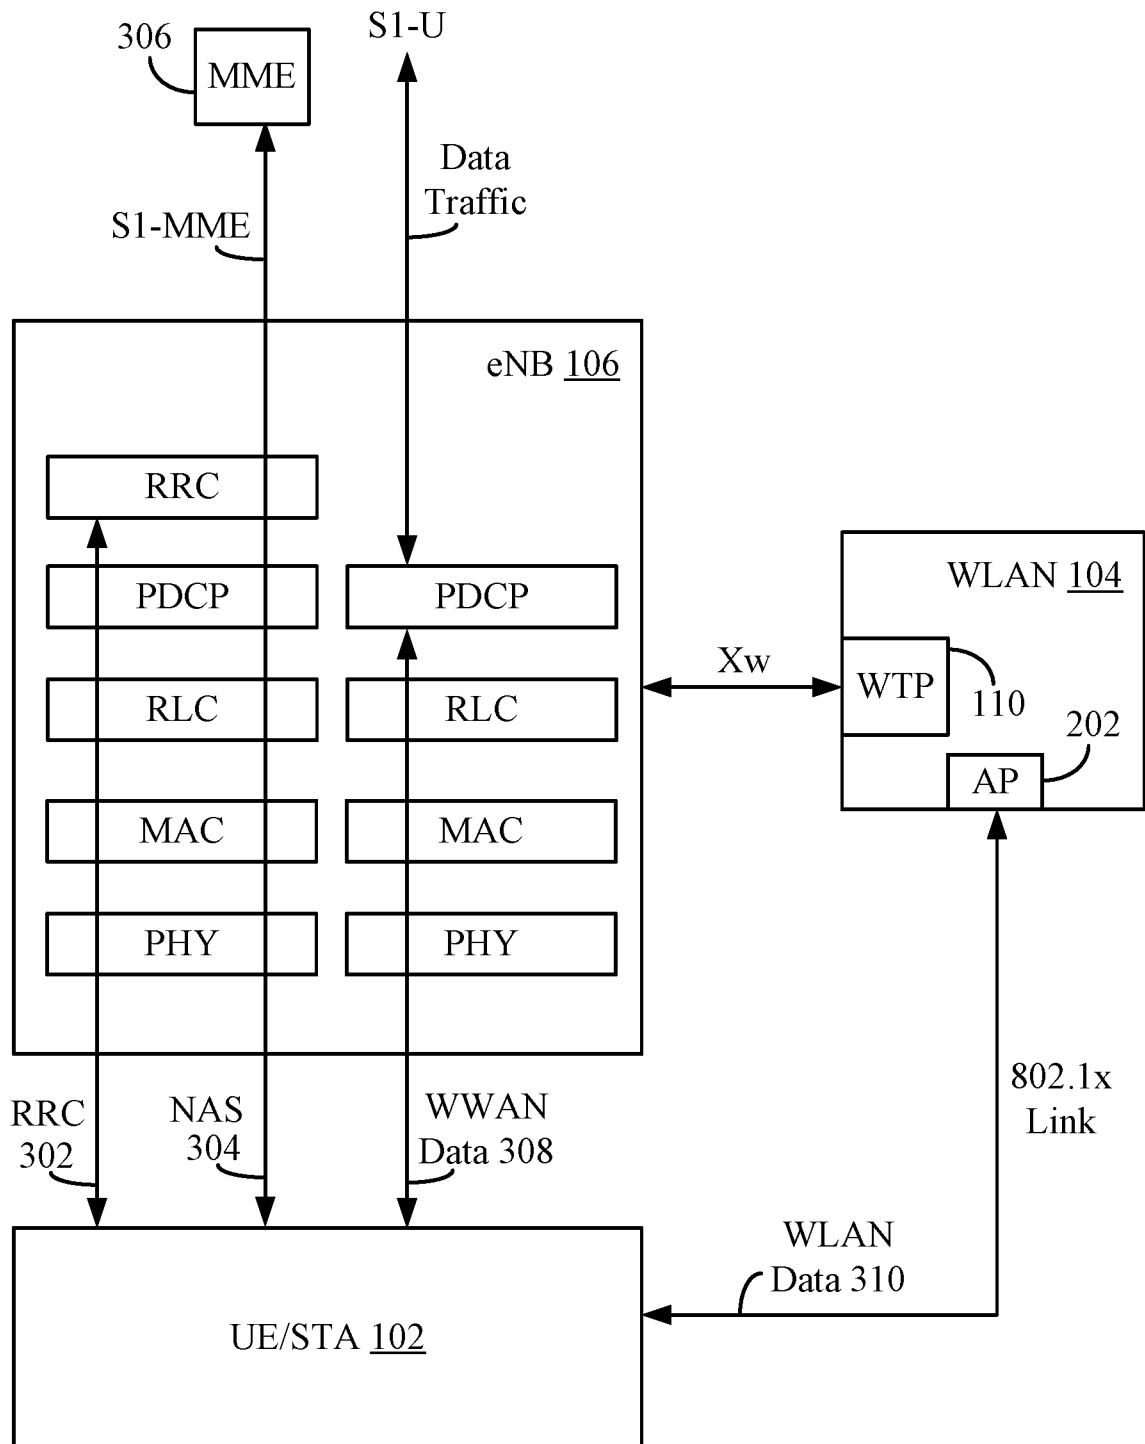 306
MME
S1-U
Data
Traffic
S1-MME
eNB 106
RRC
PDCP
PDCP
RLC
RLC
MAC
MAC
PHY
PHY
Xw
WLAN 104
WTP
110
202
AP
RRC
302
NAS
304
WWAN
Data 308
802.1x
Link
WLAN
Data 310
UE/STA 102